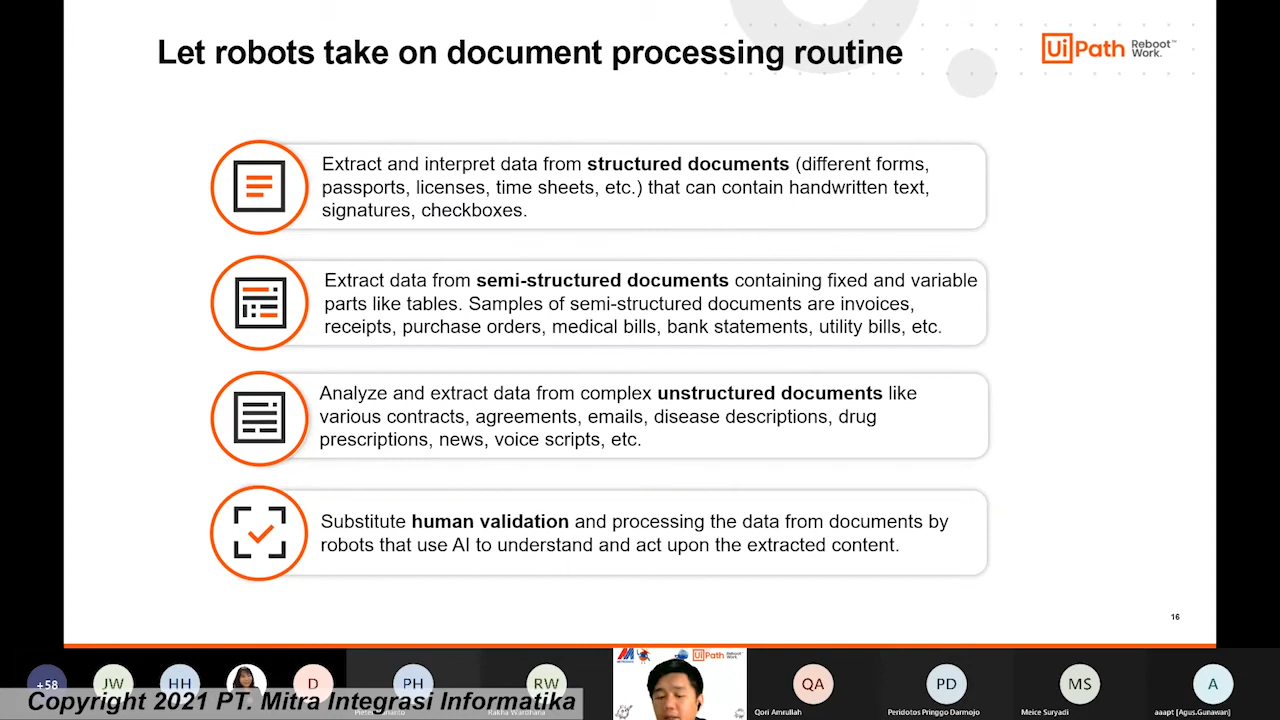 Let robots take on document processing routine
UiPath Reboot Work.™
Extract and interpret data from structured documents (different forms,
passports, licenses, time sheets, etc.) that can contain handwritten text,
signatures, checkboxes.
Extract data from semi-structured documents containing fixed and variable
parts like tables. Samples of semi-structured documents are invoices,
receipts, purchase orders, medical bills, bank statements, utility bills, etc.
Analyze and extract data from complex unstructured documents like
various contracts, agreements, emails, disease descriptions, drug
prescriptions, news, voice scripts, etc.
Substitute human validation and processing the data from documents by
robots that use AI to understand and act upon the extracted content.
16
+58
JW
HH
D
PH
RW
UiPath Reboot Work.
QA
PD
MS
A
Qori Amrullah
Peridotos Pringgo Darmojo
Meice Suryadi
aaapt [Agus.Gunawan]
Copyright 2021 PT. Mitra Integrasi Informatika